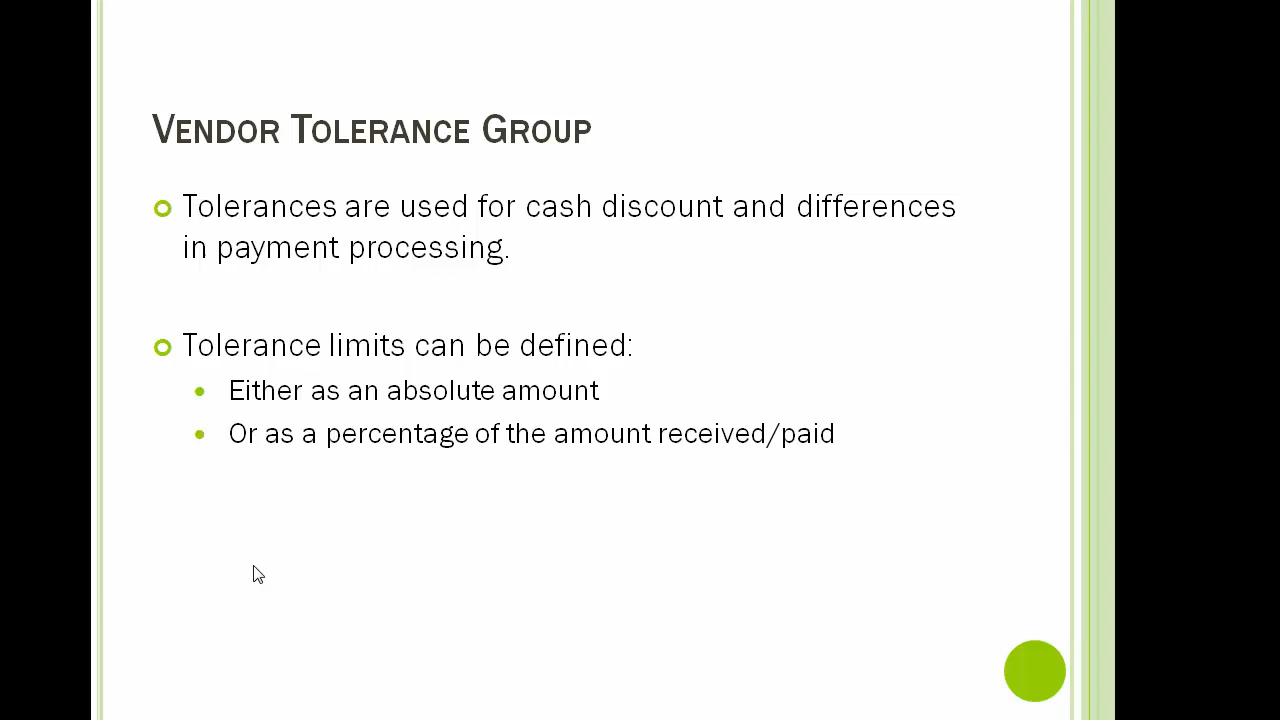 VENDOR TOLERANCE GROUP
Tolerances are used for cash discount and differences
in payment processing.
Tolerance limits can be defined:
Either as an absolute amount
Or as a percentage of the amount received/paid